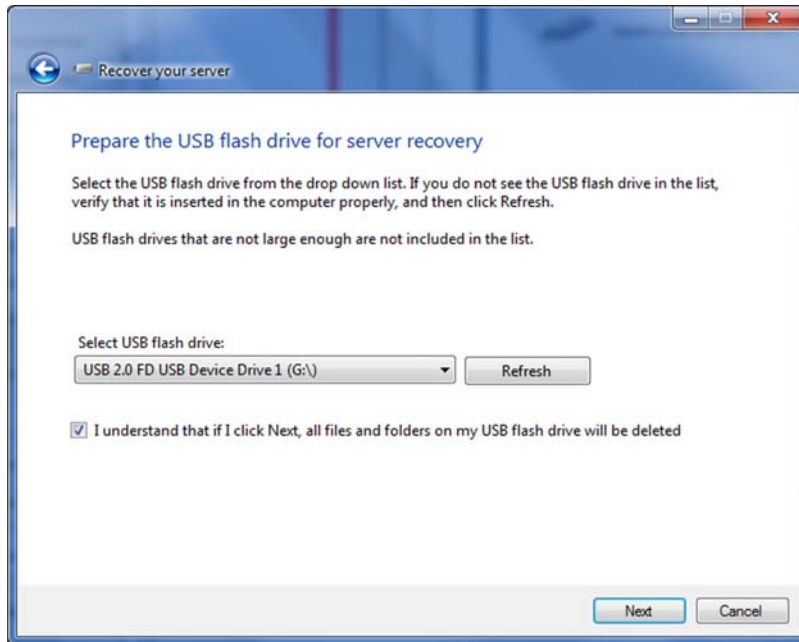 Recover your server
Prepare the USB flash drive for server recovery
Select the USB flash drive from the drop down list. If you do not see the USB flash drive in the list,
verify that it is inserted in the computer properly, and then click Refresh.
USB flash drives that are not large enough are not included in the list.
Select USB flash drive:
USB 2.0 FD USB Device Drive 1 (G:\)
Refresh
I understand that if I click Next, all files and folders on my USB flash drive will be deleted
Next
Cancel